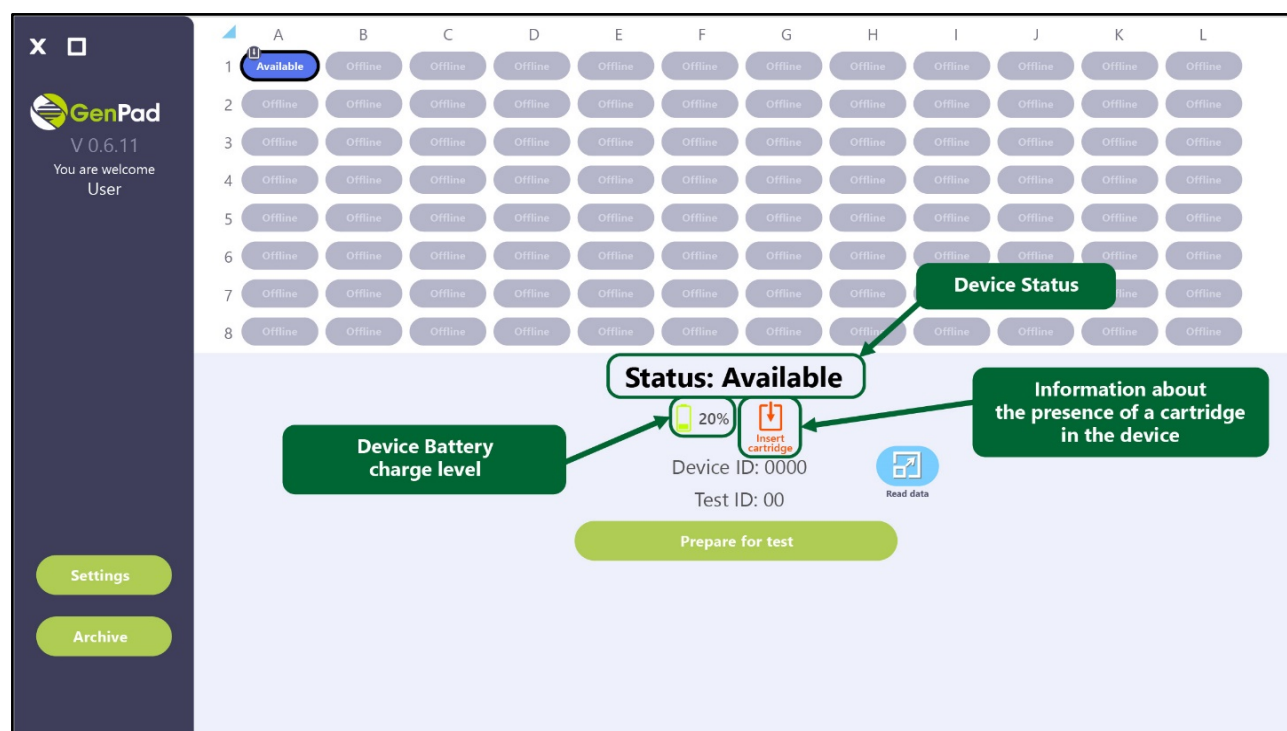 X
A B C D E F G H I J K L
1 Available Offline Offline Offline Offline Offline Offline Offline Offline Offline Offline Offline
GenPad
2 Offline Offline Offline Offline Offline Offline Offline Offline Offline Offline Offline Offline
V 0.6.11
3 Offline Offline Offline Offline Offline Offline Offline Offline Offline Offline Offline Offline
You are welcome
User
4 Offline Offline Offline Offline Offline Offline Offline Offline Offline Offline Offline Offline
5 Offline Offline Offline Offline Offline Offline Offline Offline Offline Offline Offline Offline
6 Offline Offline Offline Offline Offline Offline Offline Offline Offline Offline Offline Offline
Device Status
7 Offline Offline Offline Offline Offline Offline Offline Offline Offline Offline
8 Offline Offline Offline Offline Offline Offline Offline Offline Offline Offline Offline
Status: Available
20%
Insert
cartridge
Information about
the presence of a cartridge
in the device
Device Battery
charge level
Device ID: 0000
Read data
Test ID: 00
Prepare for test
Settings
Archive